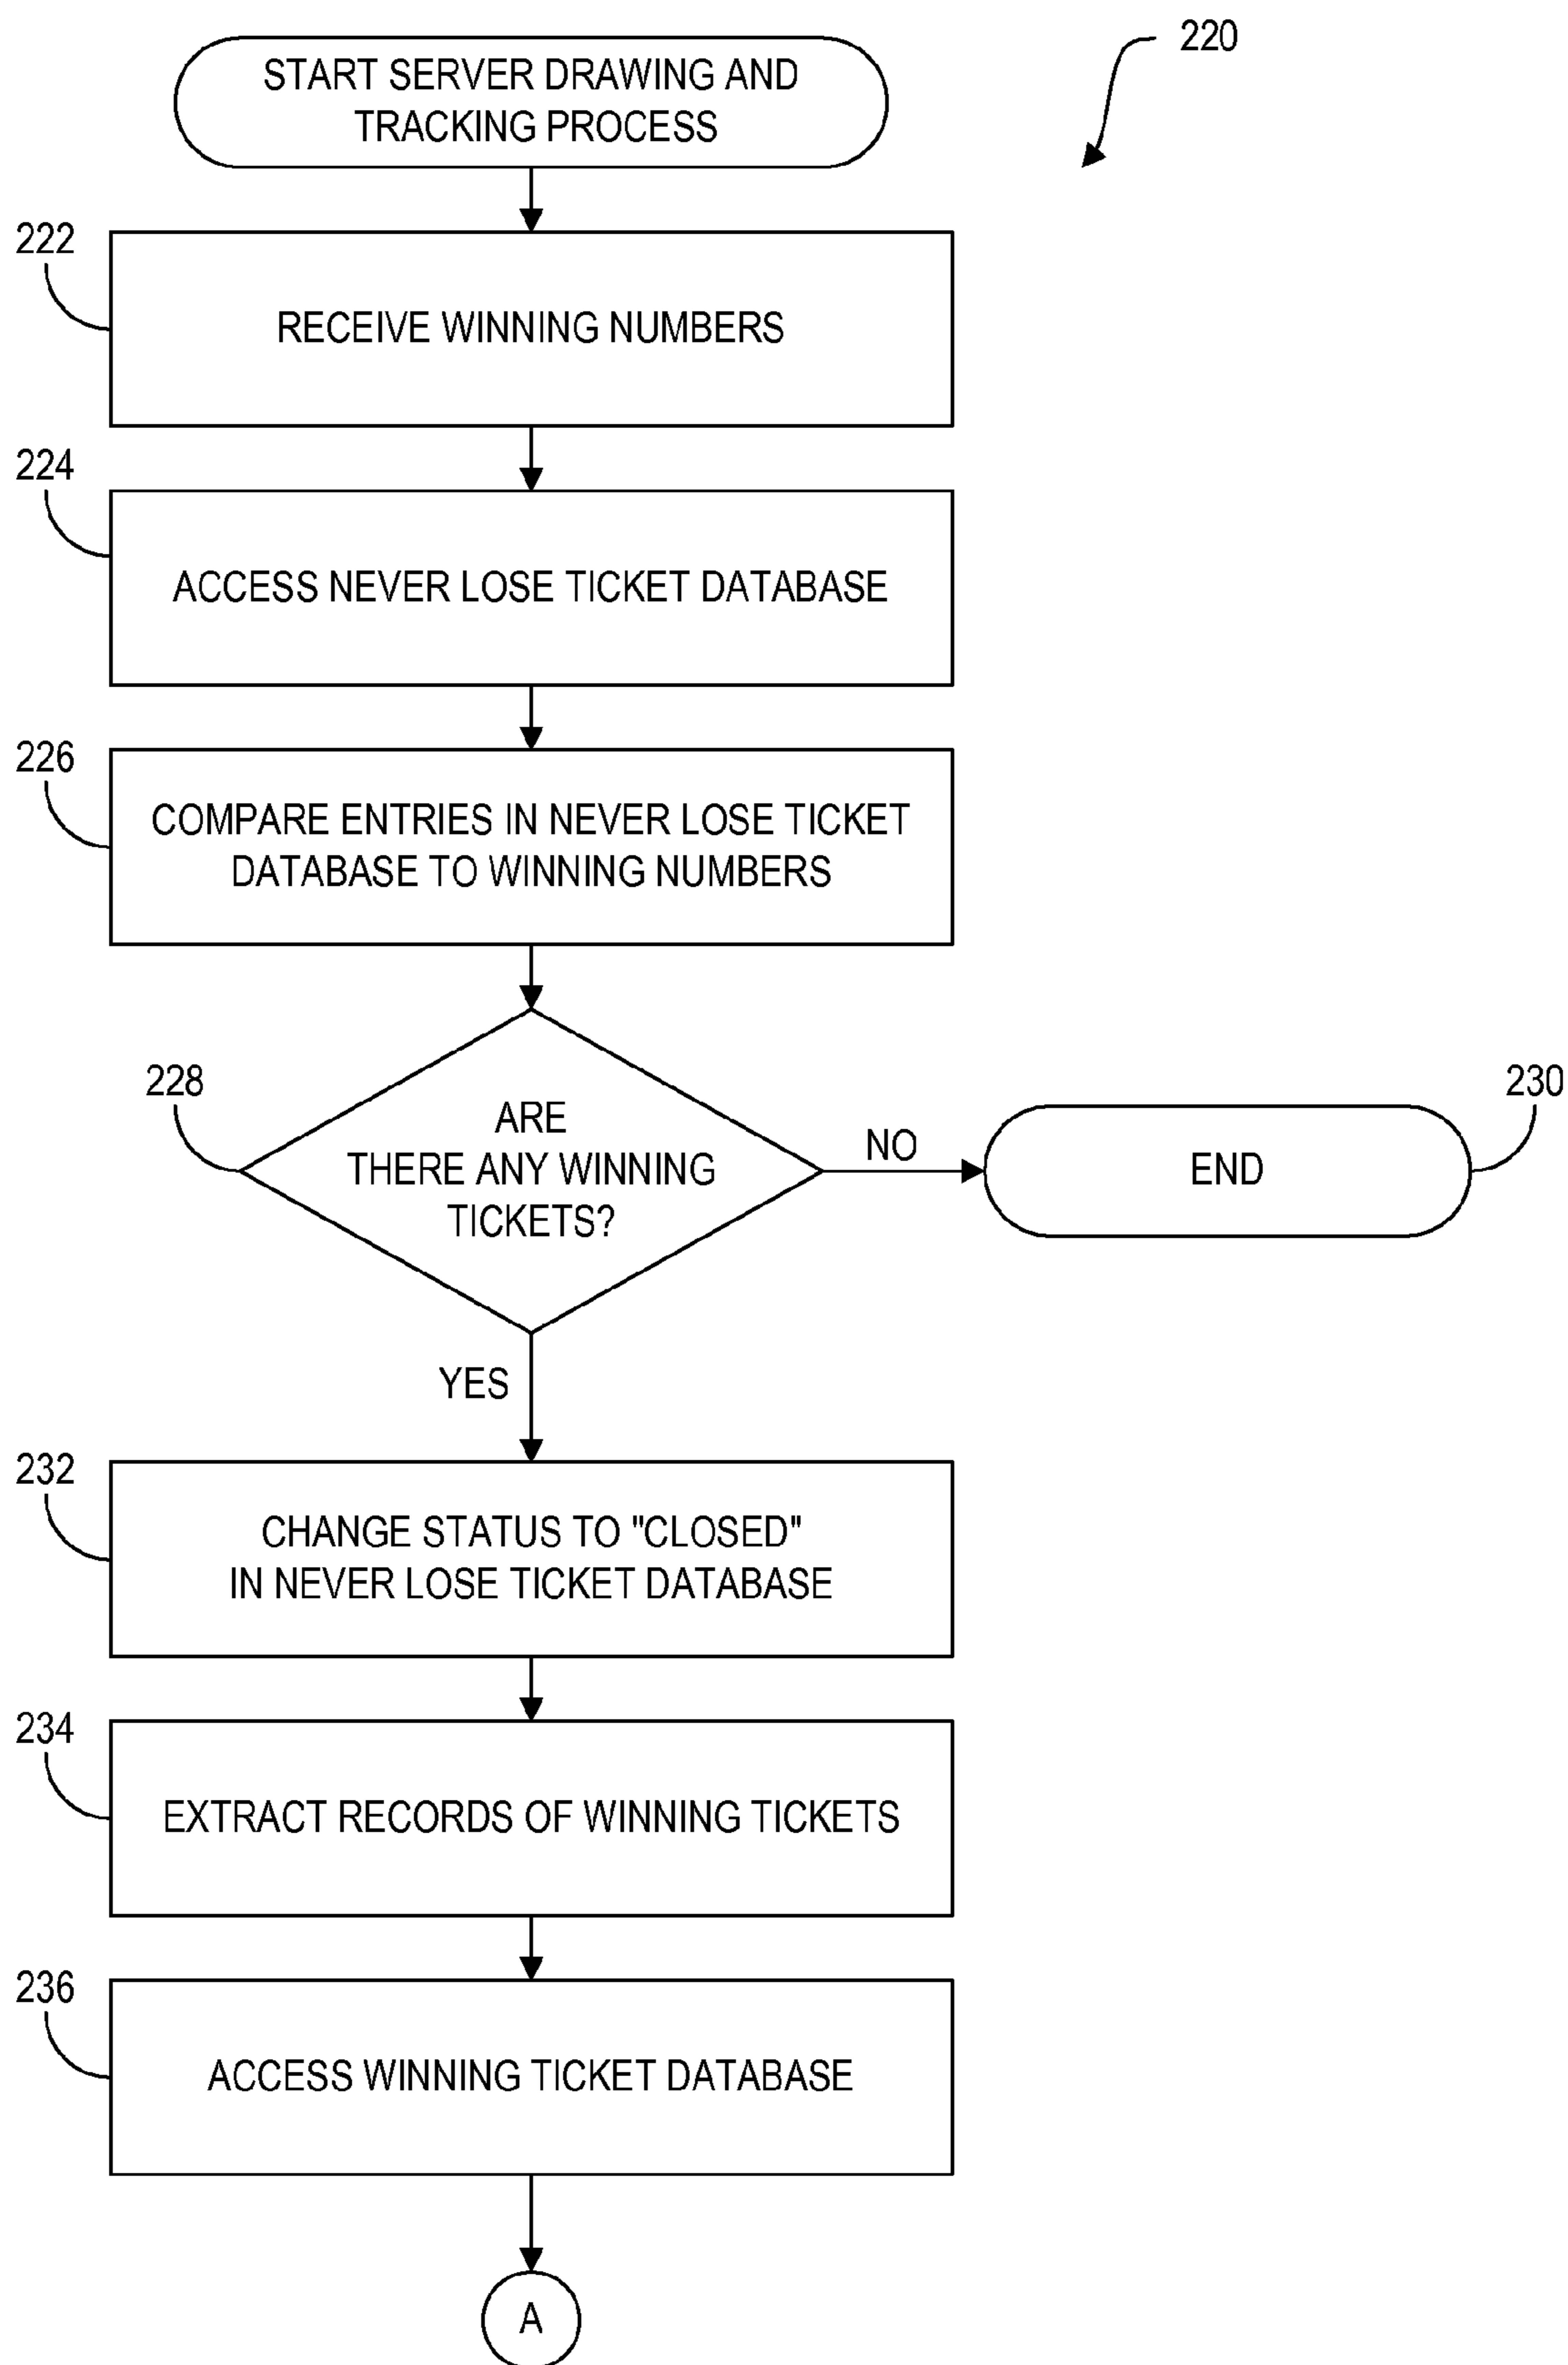 220
START SERVER DRAWING AND
TRACKING PROCESS
222
RECEIVE WINNING NUMBERS
224
ACCESS NEVER LOSE TICKET DATABASE
226
COMPARE ENTRIES IN NEVER LOSE TICKET
DATABASE TO WINNING NUMBERS
228
ARE
THERE ANY WINNING
TICKETS?
NO
END
230
YES
232
CHANGE STATUS TO "CLOSED"
IN NEVER LOSE TICKET DATABASE
234
EXTRACT RECORDS OF WINNING TICKETS
236
ACCESS WINNING TICKET DATABASE
A